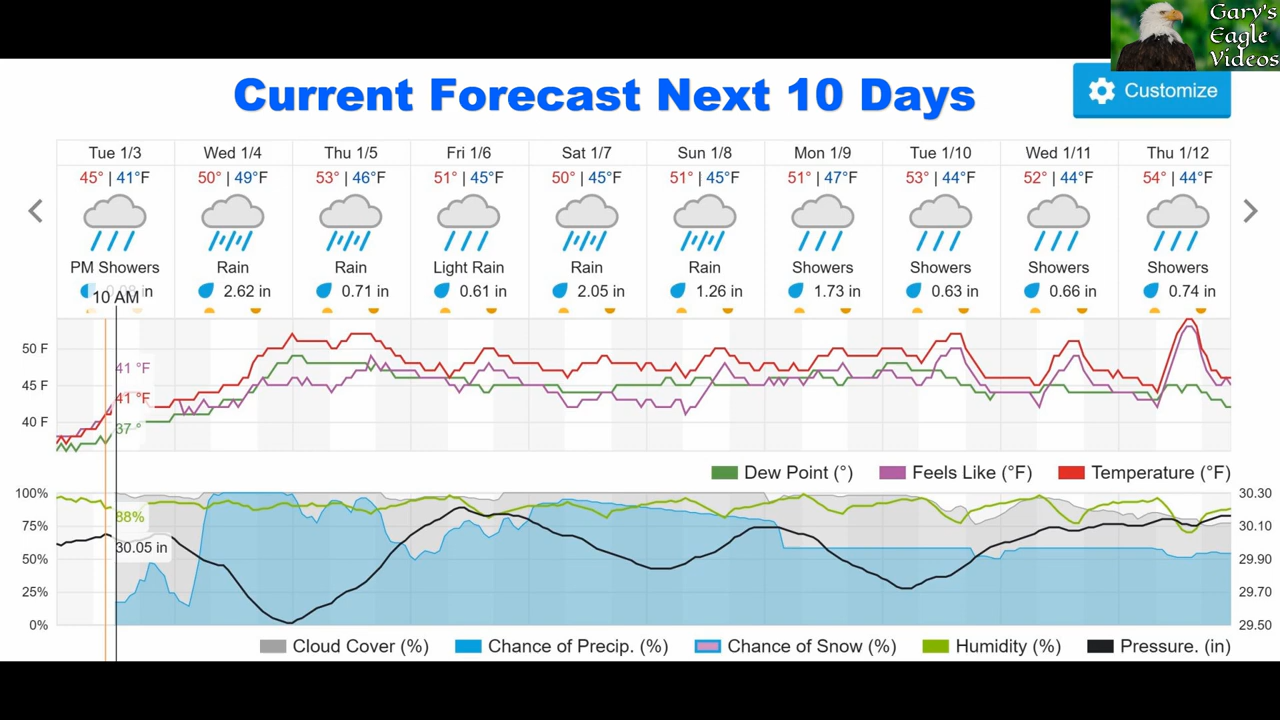 Gary's
Eagle
Videos
Current Forecast Next 10 Days
Customize
Tue 1/3 Wed 1/4 Thu 1/5 Fri 1/6 Sat 1/7 Sun 1/8 Mon 1/9 Tue 1/10 Wed 1/11 Thu 1/12
45° | 41°F 50° | 49°F 53° | 46°F 51° | 45°F 50° | 45°F 51° | 45°F 51° | 47°F 53° | 44°F 52° | 44°F 54° | 44°F
PM Showers Rain Rain Light Rain Rain Rain Showers Showers Showers Showers
in 2.62 in 0.71 in 0.61 in 2.05 in 1.26 in 1.73 in 0.63 in 0.66 in 0.74 in
10 AM
50 F
41 °F
45 F
41 °F
40 F
37 °
Dew Point (°) Feels Like (°F) Temperature (°F)
100% 30.30
88%
75% 30.10
30.05 in
50% 29.90
25% 29.70
0% 29.50
Cloud Cover (%) Chance of Precip. (%) Chance of Snow (%) Humidity (%) Pressure. (in)